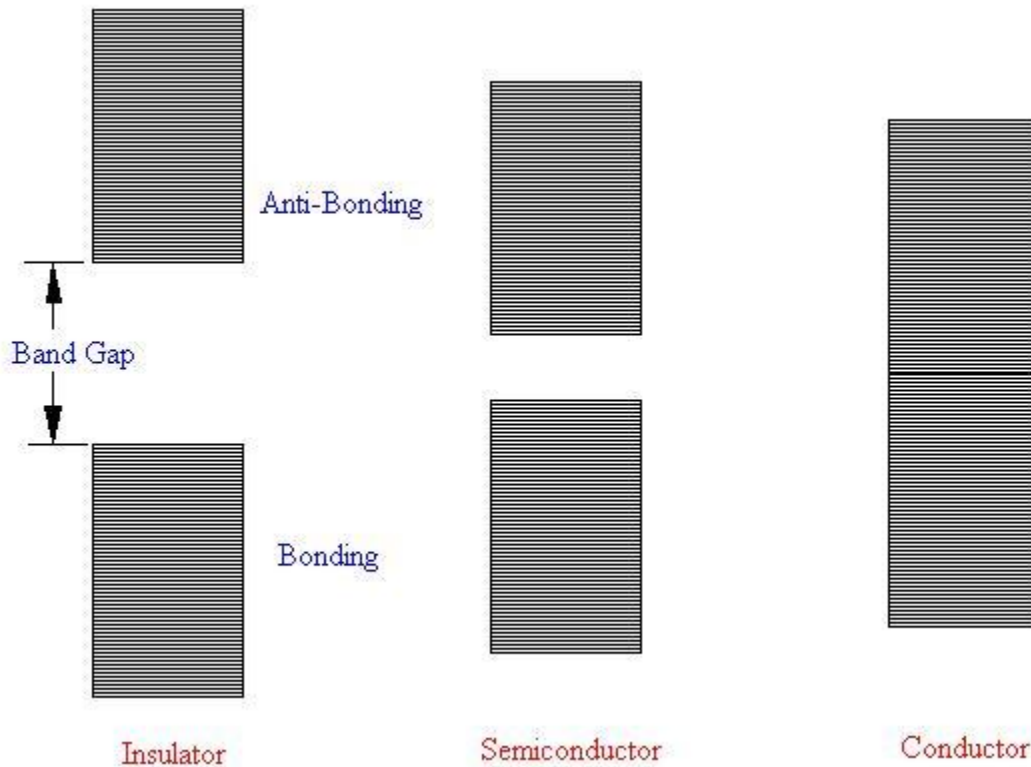 Anti-Bonding
Band Gap
Bonding
Insulator
Semiconductor
Conductor